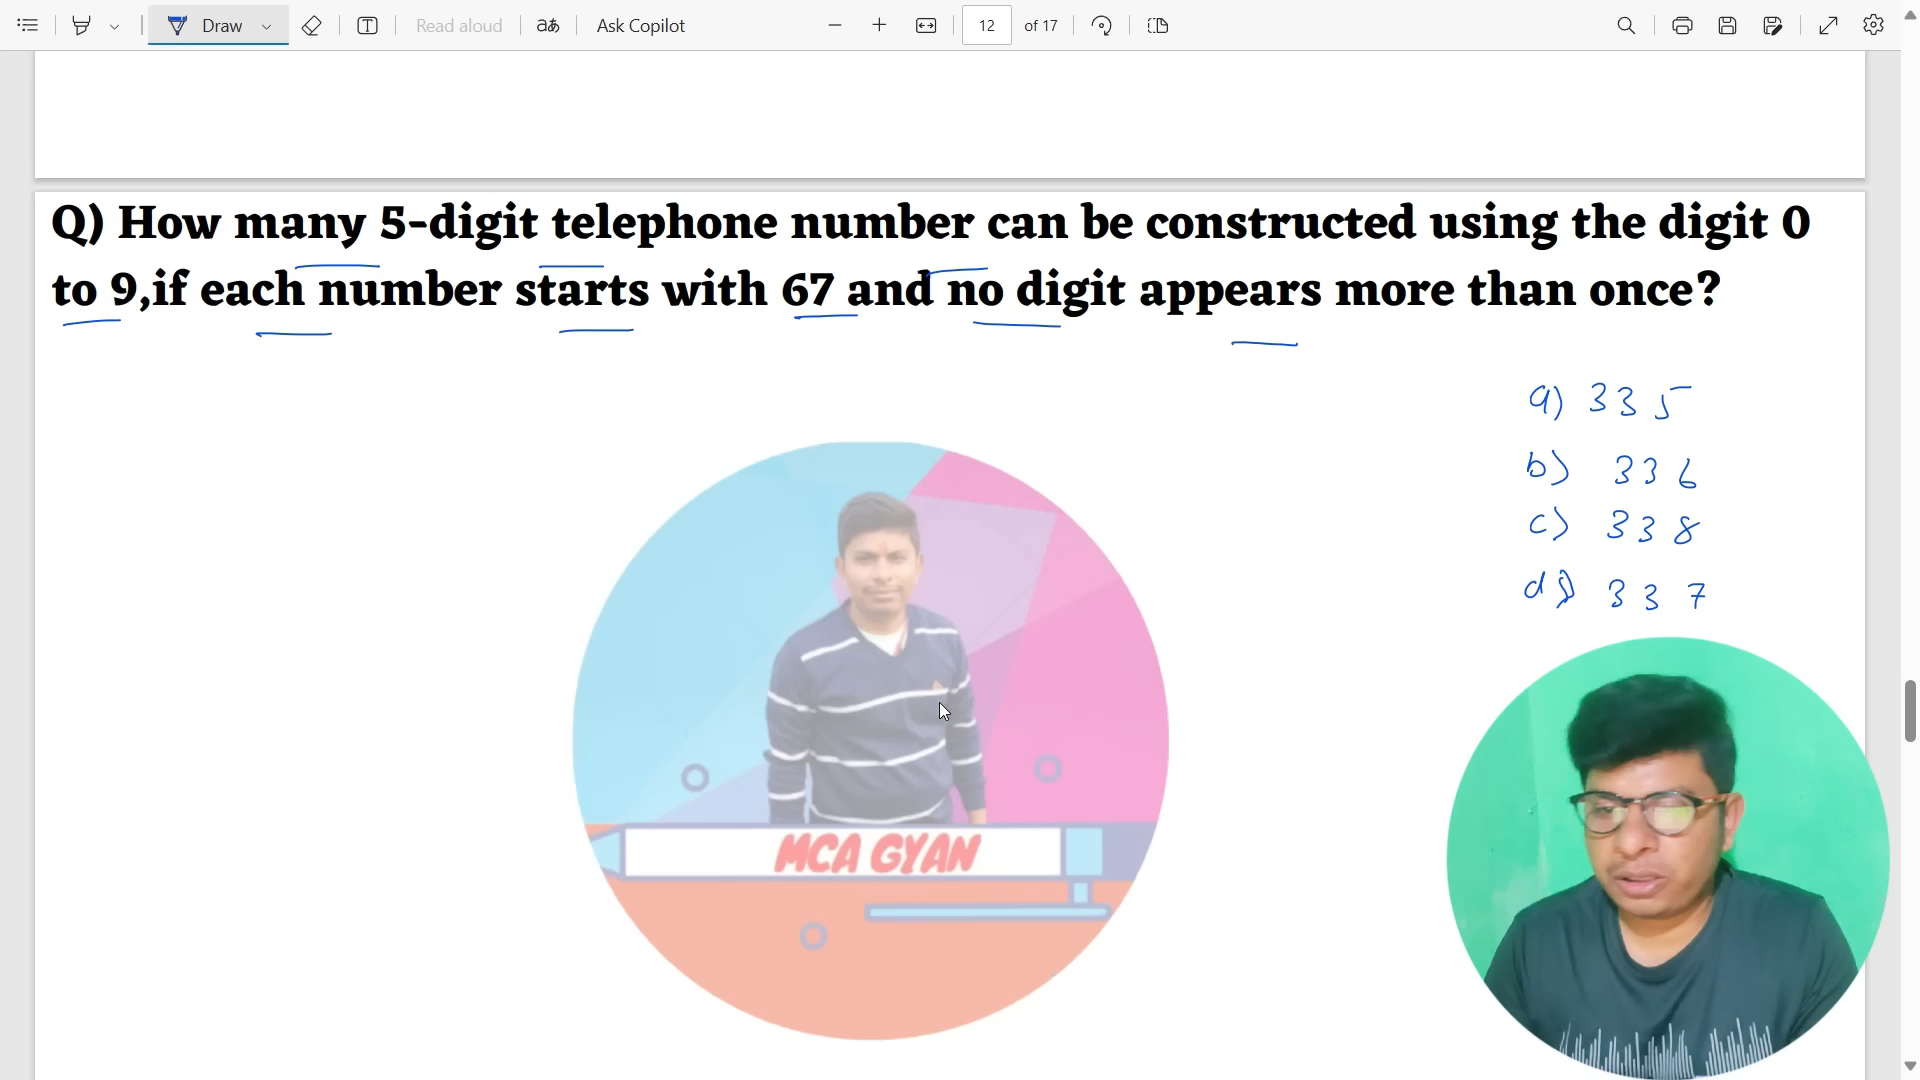 Draw
Read aloud
aあ
Ask Copilot
12
of 17
Q) How many 5-digit telephone number can be constructed using the digit 0
to 9,if each number starts with 67 and no digit appears more than once?
a) 335
b) 336
c) 338
d) 337
MCA GYAN